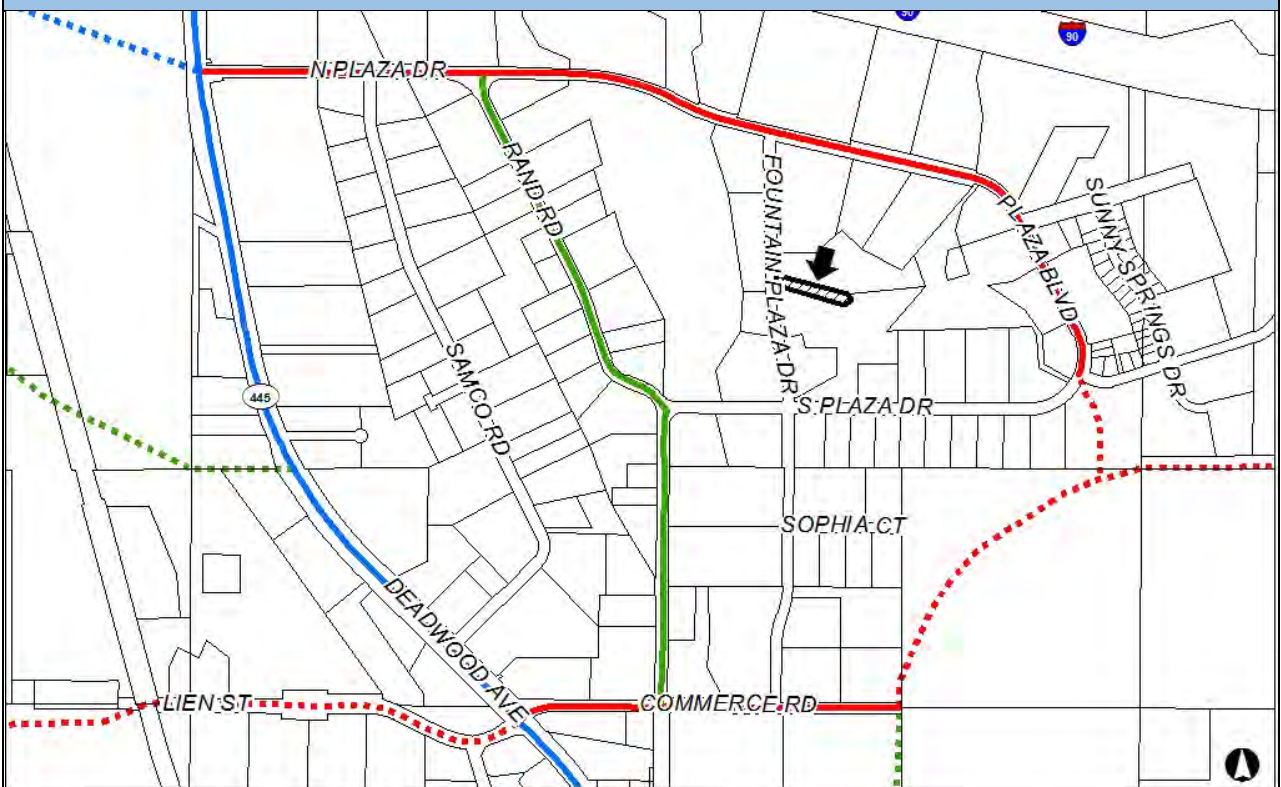 90
90
N PLAZA DR
RAND RD
FOUNTAIN PLAZA DR
PLAZA BLVD
SUNNY SPRINGS DR
SAMCO RD
445
S PLAZA DR
SOPHIA CT
DEADWOOD AVE
LIEN ST
COMMERCE RD